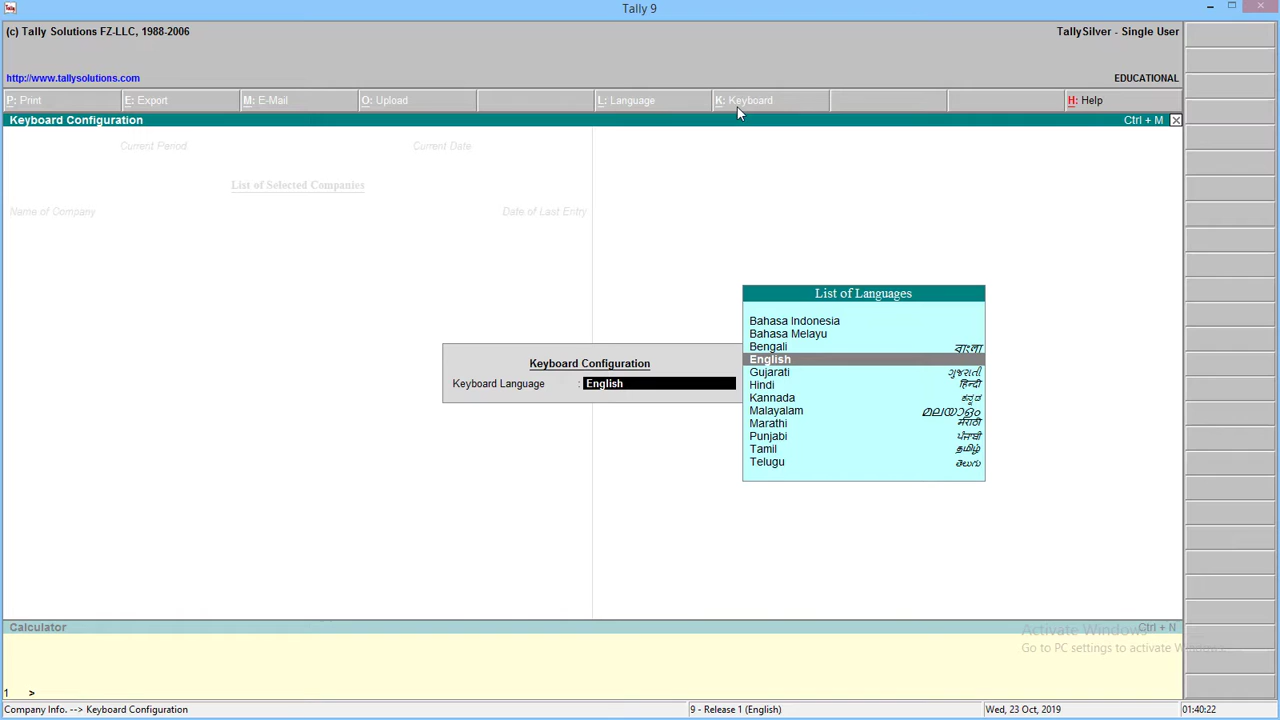 Tally
Tally 9
(c) Tally Solutions FZ-LLC, 1988-2006
TallySilver - Single User
http://www.tallysolutions.com
EDUCATIONAL
P: Print
E: Export
M: E-Mail
O: Upload
L: Language
K: Keyboard
H: Help
Keyboard Configuration
Ctrl + M
Current Period
Current Date
List of Selected Companies
Name of Company
Date of Last Entry
Keyboard Configuration
Keyboard Language : English
List of Languages
Bahasa Indonesia
Bahasa Melayu
Bengali বাংলা
English
Gujarati ગુજરાતી
Hindi हिन्दी
Kannada ಕನ್ನಡ
Malayalam മലയാളം
Marathi मराठी
Punjabi ਪੰਜਾਬੀ
Tamil தமிழ்
Telugu తెలుగు
Calculator
Ctrl + N
Activate Windows
Go to PC settings to activate Windows.
1 >
Company Info. --> Keyboard Configuration
9 - Release 1 (English)
Wed, 23 Oct, 2019
01:40:22